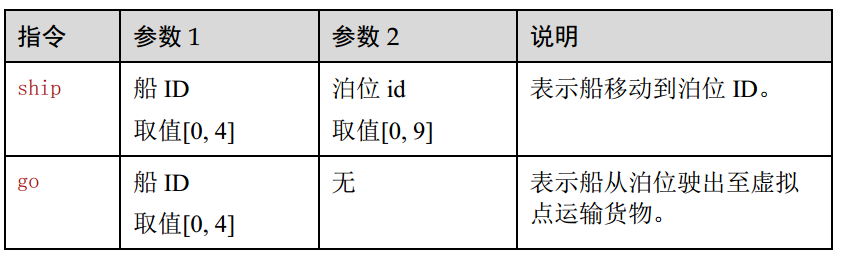 指令 参数 1 参数 2 说明
ship 船 ID 泊位 id 表示船移动到泊位 ID。
取值[0, 4] 取值[0, 9]
go 船 ID 无 表示船从泊位驶出至虚拟
取值[0, 4] 点运输货物。